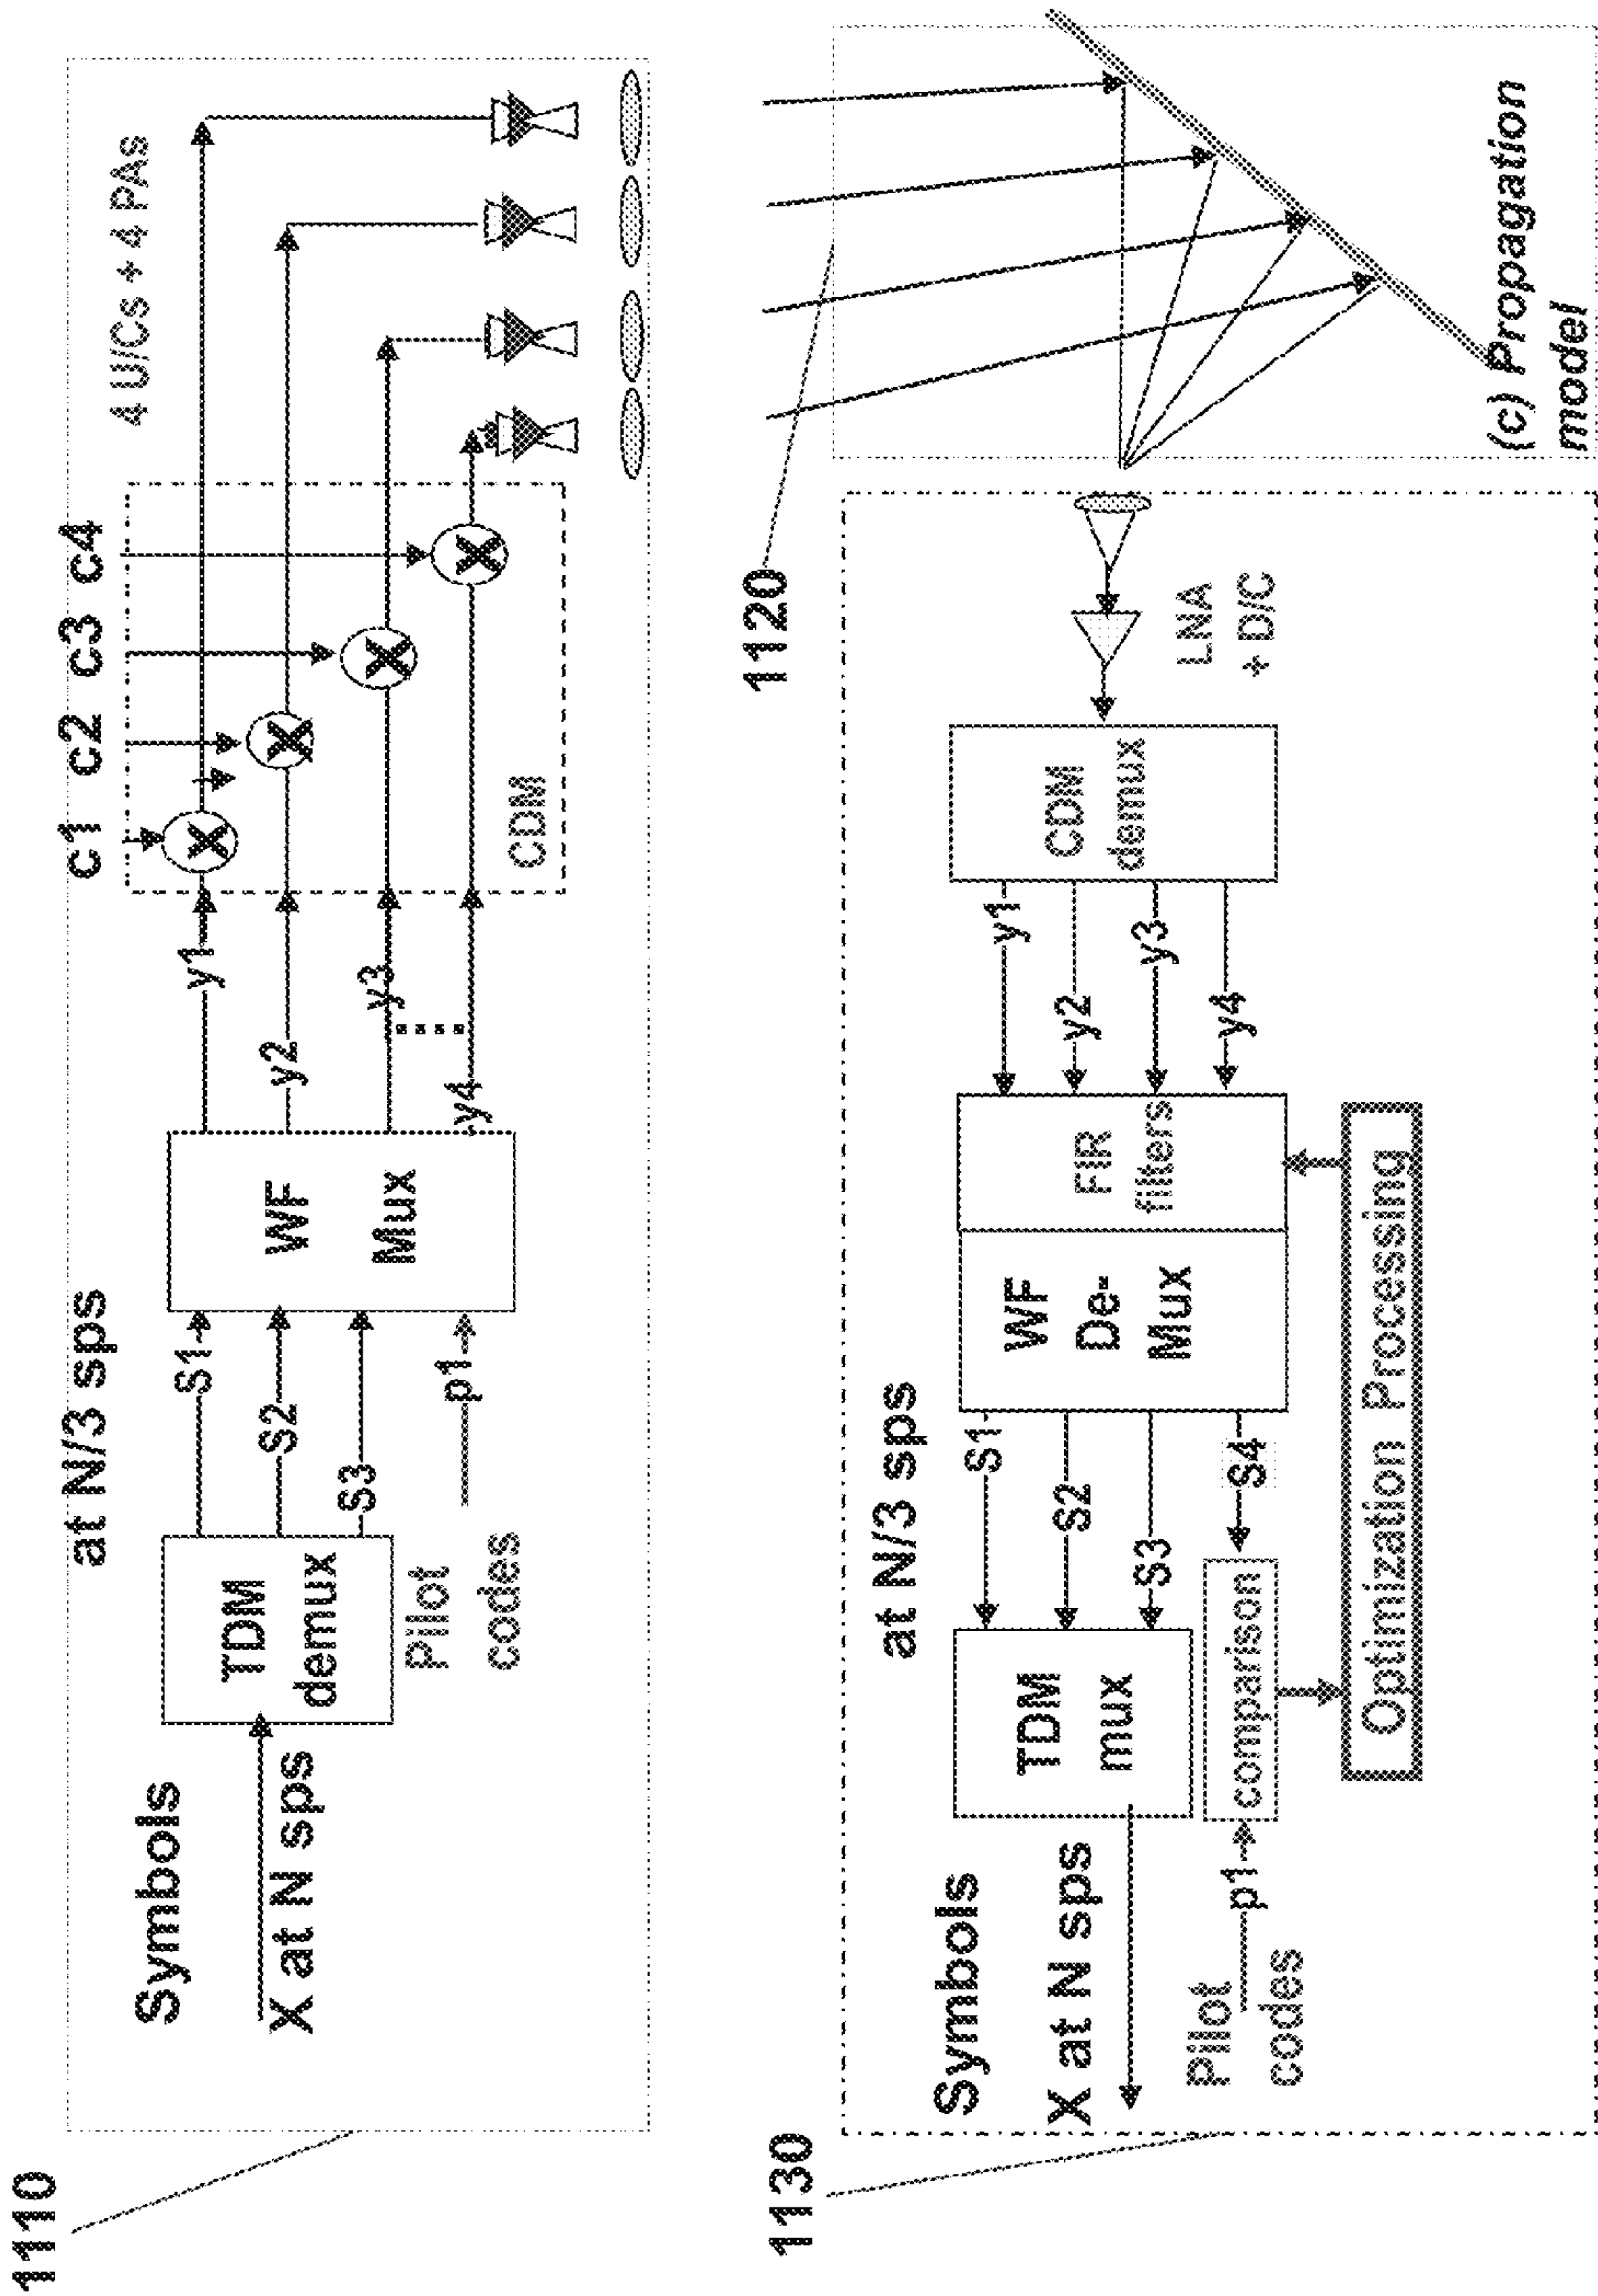 1110
Symbols
X at N sps
TDM
demux
Pilot
codes
at N/3 sps
S1
S2
S3
p1
WF
Mux
y1
y2
y3
y4
c1 c2 c3 c4
X
X
X
X
CDM
4 U/Cs + 4 PAs
1120
(c) Propagation
model
1130
Symbols
X at N sps
TDM
mux
Pilot
codes
p1
comparison
at N/3 sps
S1
S2
S3
S4
WF
De-
Mux
FIR
filters
Optimization Processing
y1
y2
y3
y4
CDM
demux
LNA
+ D/C